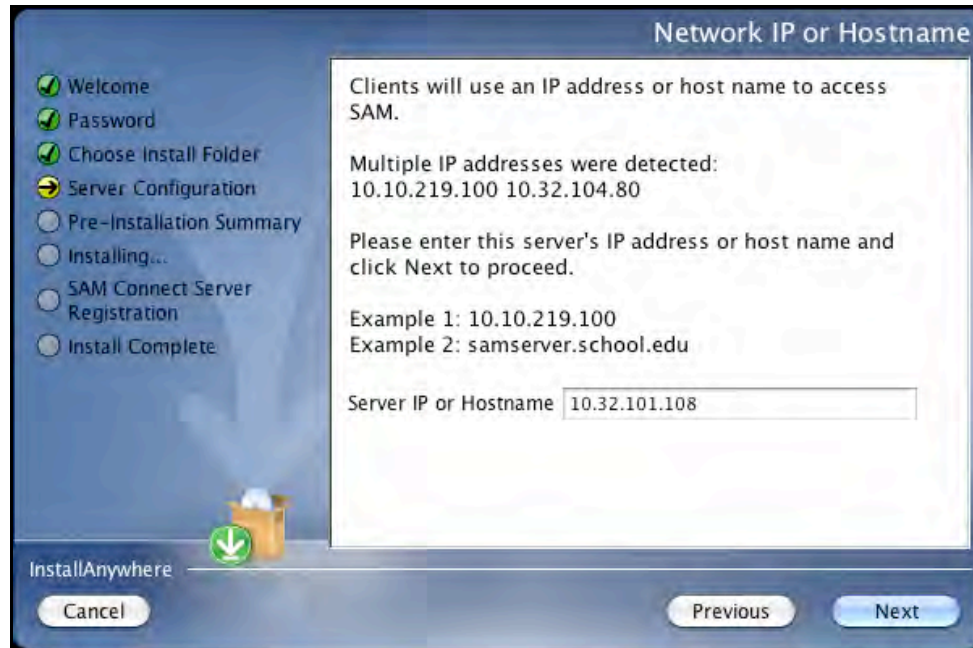 Network IP or Hostname
Welcome
Password
Choose Install Folder
Server Configuration
Pre-Installation Summary
Installing...
SAM Connect Server
Registration
Install Complete
Clients will use an IP address or host name to access
SAM.
Multiple IP addresses were detected:
10.10.219.100 10.32.104.80
Please enter this server's IP address or host name and
click Next to proceed.
Example 1: 10.10.219.100
Example 2: samserver.school.edu
Server IP or Hostname 10.32.101.108
InstallAnywhere
Cancel
Previous
Next